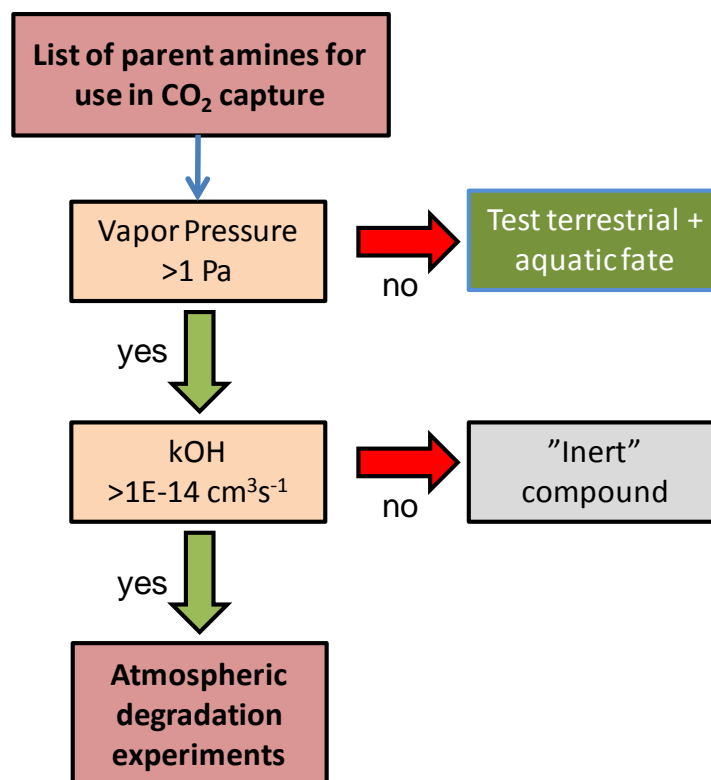 List of parent amines for
use in CO₂ capture
Vapor Pressure
>1 Pa
no
Test terrestrial +
aquatic fate
yes
kOH
>1E-14 cm³s⁻¹
no
”Inert”
compound
yes
Atmospheric
degradation
experiments